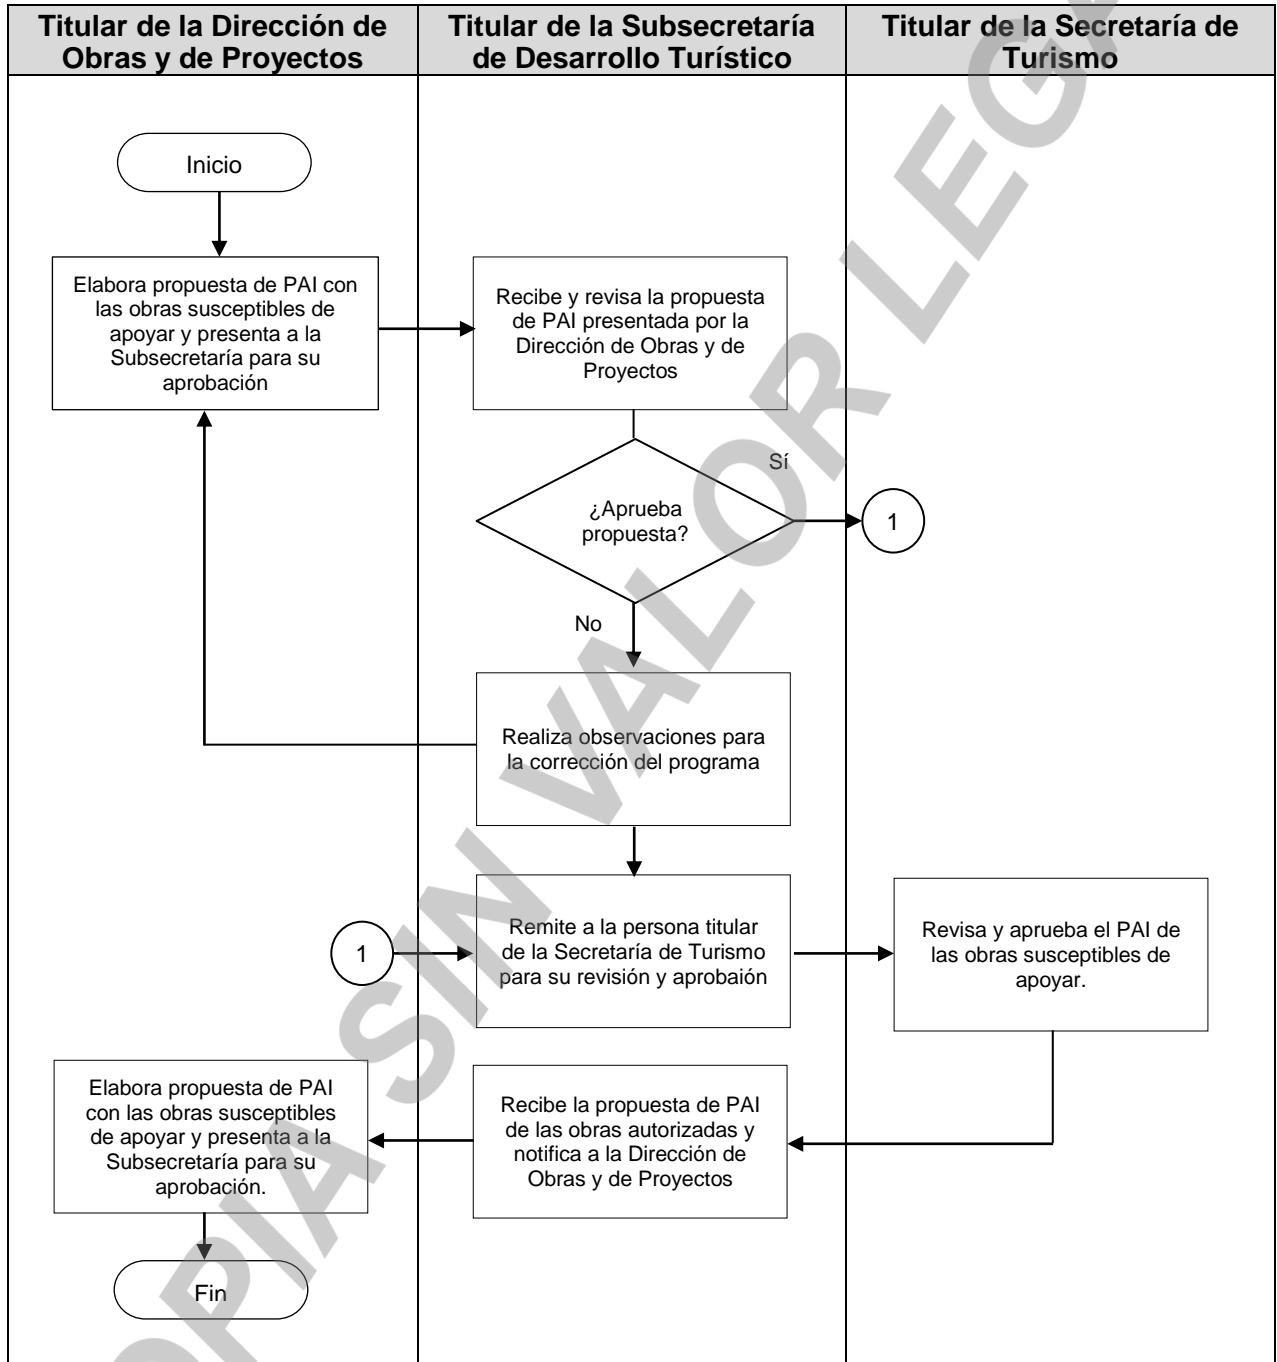 Titular de la Dirección de
Obras y de Proyectos
Titular de la Subsecretaría
de Desarrollo Turístico
Titular de la Secretaría de
Turismo
Inicio
Elabora propuesta de PAI con
las obras susceptibles de
apoyar y presenta a la
Subsecretaría para su
aprobación
Recibe y revisa la propuesta
de PAI presentada por la
Dirección de Obras y de
Proyectos
Sí
¿Aprueba
propuesta?
1
No
Realiza observaciones para
la corrección del programa
1
Remite a la persona titular
de la Secretaría de Turismo
para su revisión y aprobaión
Revisa y aprueba el PAI de
las obras susceptibles de
apoyar.
Elabora propuesta de PAI
con las obras susceptibles
de apoyar y presenta a la
Subsecretaría para su
aprobación.
Recibe la propuesta de PAI
de las obras autorizadas y
notifica a la Dirección de
Obras y de Proyectos
Fin
OPIA SIN VALOR LEGA